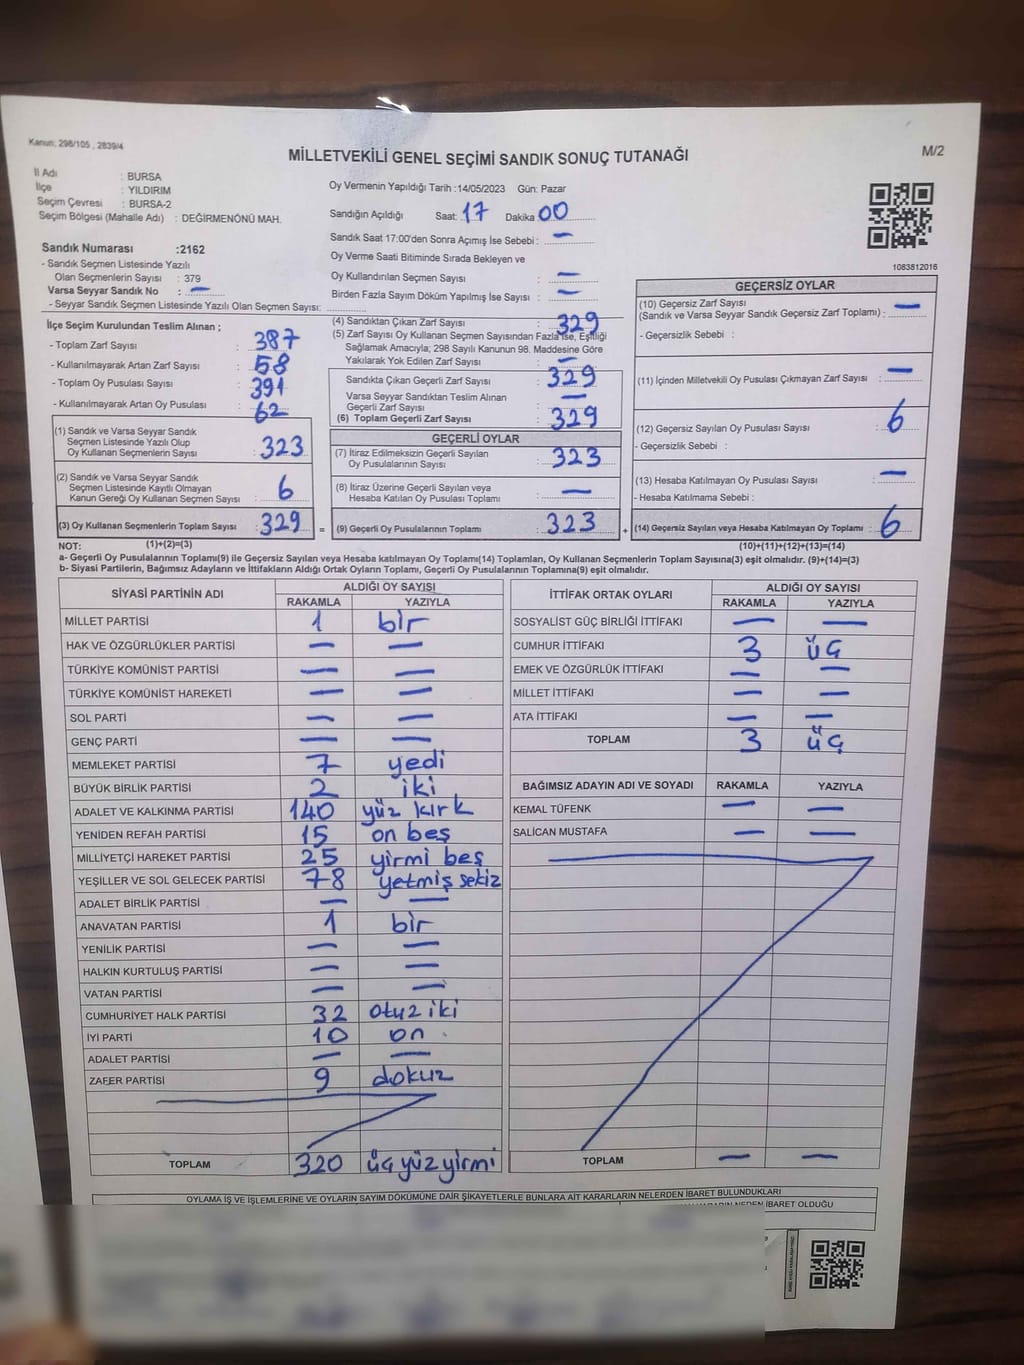 Kanun: 298/105 , 2839/4
MİLLETVEKİLİ GENEL SEÇİMİ SANDIK SONUÇ TUTANAĞI
M/2
İl Adı : BURSA
İlçe : YILDIRIM
Seçim Çevresi : BURSA-2
Seçim Bölgesi (Mahalle Adı) : DEĞİRMENÖNÜ MAH.
Oy Vermenin Yapıldığı Tarih :14/05/2023 Gün: Pazar
Sandığın Açıldığı Saat: 17 Dakika 00
Sandık Saat 17:00'den Sonra Açımış İse Sebebi : —
Oy Verme Saati Bitiminde Sırada Bekleyen ve
Oy Kullandırılan Seçmen Sayısı : —
Birden Fazla Sayım Döküm Yapılmış İse Sayısı : —
1083812016
Sandık Numarası :2162
- Sandık Seçmen Listesinde Yazılı
Olan Seçmenlerin Sayısı : 379
Varsa Seyyar Sandık No : —
- Seyyar Sandık Seçmen Listesinde Yazılı Olan Seçmen Sayısı:
İlçe Seçim Kurulundan Teslim Alınan ;
- Toplam Zarf Sayısı : 387
- Kullanılmayarak Artan Zarf Sayısı : 58
- Toplam Oy Pusulası Sayısı : 391
- Kullanılmayarak Artan Oy Pusulası : 62
(1) Sandık ve Varsa Seyyar Sandık
Seçmen Listesinde Yazılı Olup
Oy Kullanan Seçmenlerin Sayısı : 323
(2) Sandık ve Varsa Seyyar Sandık
Seçmen Listesinde Kayıtlı Olmayan
Kanun Gereği Oy Kullanan Seçmen Sayısı : 6
(3) Oy Kullanan Seçmenlerin Toplam Sayısı : 329 =
(4) Sandıktan Çıkan Zarf Sayısı : 329
(5) Zarf Sayısı Oy Kullanan Seçmen Sayısından Fazla ise, Eşitliği
Sağlamak Amacıyla; 298 Sayılı Kanunun 98. Maddesine Göre
Yakılarak Yok Edilen Zarf Sayısı : —
Sandıkta Çıkan Geçerli Zarf Sayısı : 329
Varsa Seyyar Sandıktan Teslim Alınan
Geçerli Zarf Sayısı : —
(6) Toplam Geçerli Zarf Sayısı : 329
GEÇERLİ OYLAR
(7) İtiraz Edilmeksizin Geçerli Sayılan
Oy Pusulalarının Sayısı : 323
(8) İtiraz Üzerine Geçerli Sayılan veya
Hesaba Katılan Oy Pusulası Toplamı : —
(9) Geçerli Oy Pusulalarının Toplamı : 323 +
GEÇERSİZ OYLAR
(10) Geçersiz Zarf Sayısı
(Sandık ve Varsa Seyyar Sandık Geçersiz Zarf Toplamı) : —
- Geçersizlik Sebebi :
(11) İçinden Milletvekili Oy Pusulası Çıkmayan Zarf Sayısı : —
(12) Geçersiz Sayılan Oy Pusulası Sayısı : 6
- Geçersizlik Sebebi :
(13) Hesaba Katılmayan Oy Pusulası Sayısı : —
- Hesaba Katılmama Sebebi :
(14) Geçersiz Sayılan veya Hesaba Katılmayan Oy Toplamı : 6
NOT: (1)+(2)=(3) (10)+(11)+(12)+(13)=(14)
a- Geçerli Oy Pusulalarının Toplamı(9) ile Geçersiz Sayılan veya Hesaba katılmayan Oy Toplamı(14) Toplamları, Oy Kullanan Seçmenlerin Toplam Sayısına(3) eşit olmalıdır. (9)+(14)=(3)
b- Siyasi Partilerin, Bağımsız Adayların ve İttifakların Aldığı Ortak Oyların Toplamı, Geçerli Oy Pusulalarının Toplamına(9) eşit olmalıdır.
SİYASİ PARTİNİN ADI ALDIĞI OY SAYISI
RAKAMLA YAZIYLA
MİLLET PARTİSİ 1 bir
HAK VE ÖZGÜRLÜKLER PARTİSİ — —
TÜRKİYE KOMÜNİST PARTİSİ — —
TÜRKİYE KOMÜNİST HAREKETİ — —
SOL PARTİ — —
GENÇ PARTİ — —
MEMLEKET PARTİSİ 7 yedi
BÜYÜK BİRLİK PARTİSİ 2 iki
ADALET VE KALKINMA PARTİSİ 140 yüz kırk
YENİDEN REFAH PARTİSİ 15 on beş
MİLLİYETÇİ HAREKET PARTİSİ 25 yirmi beş
YEŞİLLER VE SOL GELECEK PARTİSİ 78 yetmiş sekiz
ADALET BİRLİK PARTİSİ — —
ANAVATAN PARTİSİ 1 bir
YENİLİK PARTİSİ — —
HALKIN KURTULUŞ PARTİSİ — —
VATAN PARTİSİ — —
CUMHURİYET HALK PARTİSİ 32 otuz iki
İYİ PARTİ 10 on
ADALET PARTİSİ — —
ZAFER PARTİSİ 9 dokuz
TOPLAM 320 üç yüz yirmi
İTTİFAK ORTAK OYLARI ALDIĞI OY SAYISI
RAKAMLA YAZIYLA
SOSYALİST GÜÇ BİRLİĞİ İTTİFAKI — —
CUMHUR İTTİFAKI 3 üç
EMEK VE ÖZGÜRLÜK İTTİFAKI — —
MİLLET İTTİFAKI — —
ATA İTTİFAKI — —
TOPLAM 3 üç
BAĞIMSIZ ADAYIN ADI VE SOYADI RAKAMLA YAZIYLA
KEMAL TÜFENK — —
SALİCAN MUSTAFA — —
TOPLAM — —
OYLAMA İŞ VE İŞLEMLERİNE VE OYLARIN SAYIM DÖKÜMÜNE DAİR ŞİKAYETLERLE BUNLARA AİT KARARLARIN NELERDEN İBARET BULUNDUKLARI
NEDEN İBARET OLDUĞU